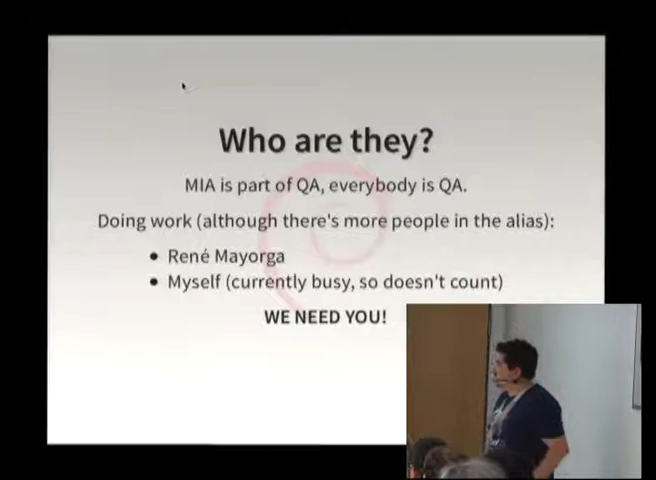 Who are they?
MIA is part of QA, everybody is QA.
Doing work (although there's more people in the alias):
René Mayorga
Myself (currently busy, so doesn't count)
WE NEED YOU!